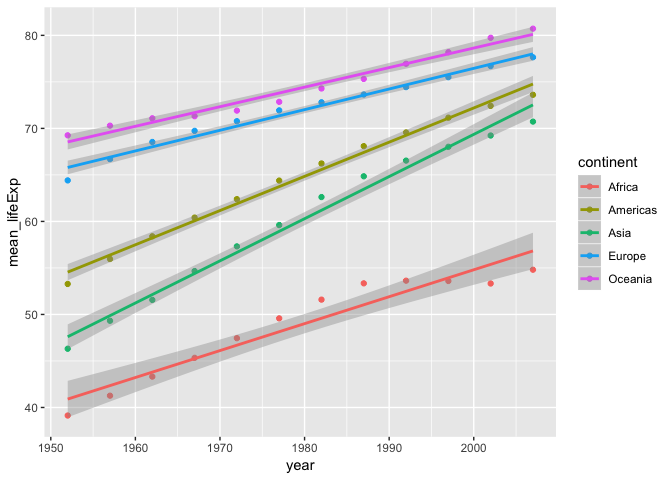 80
70
60
50
40
mean_lifeExp
1950
1960
1970
1980
1990
2000
year
continent
Africa
Americas
Asia
Europe
Oceania